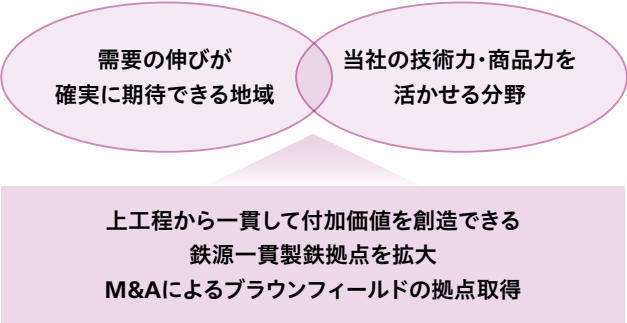 需要の伸びが
確実に期待できる地域
当社の技術力・商品力を
活かせる分野
上工程から一貫して付加価値を創造できる
鉄源一貫製鉄拠点を拡大
M&Aによるブラウンフィールドの拠点取得